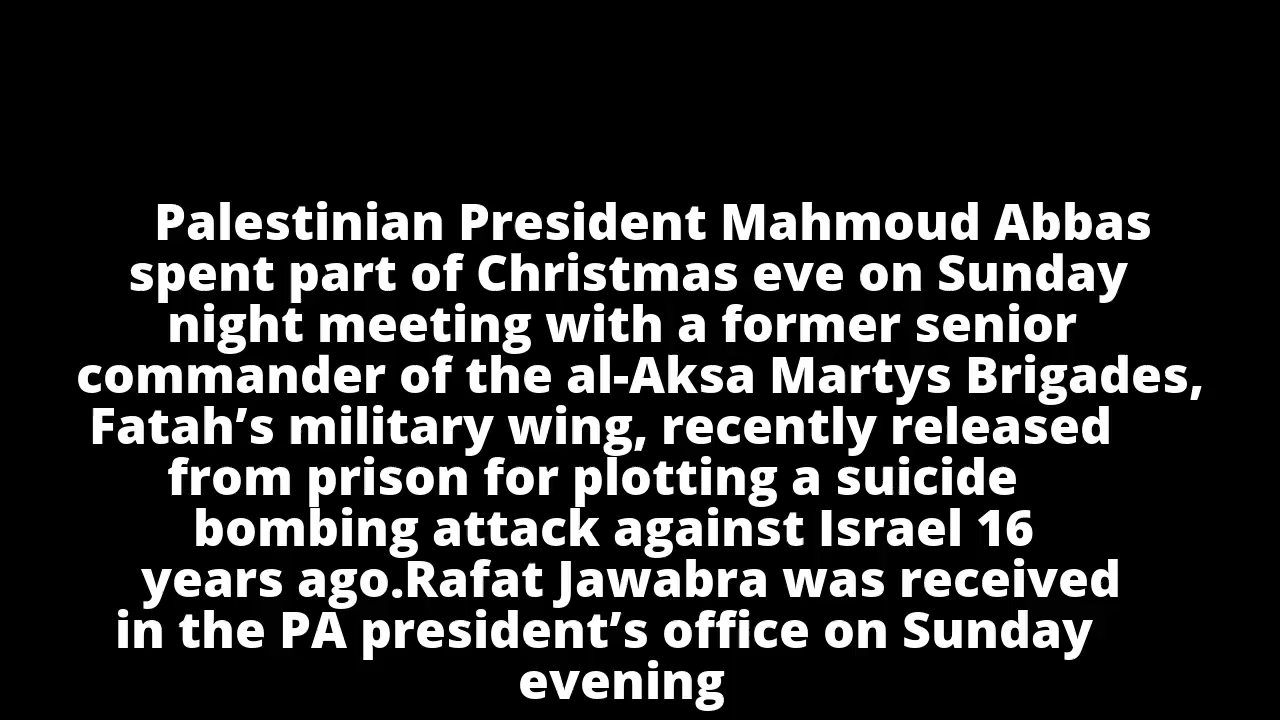 Palestinian President Mahmoud Abbas
spent part of Christmas eve on Sunday
night meeting with a former senior
commander of the al-Aksa Martys Brigades,
Fatah’s military wing, recently released
from prison for plotting a suicide
bombing attack against Israel 16
years ago.Rafat Jawabra was received
in the PA president’s office on Sunday
evening